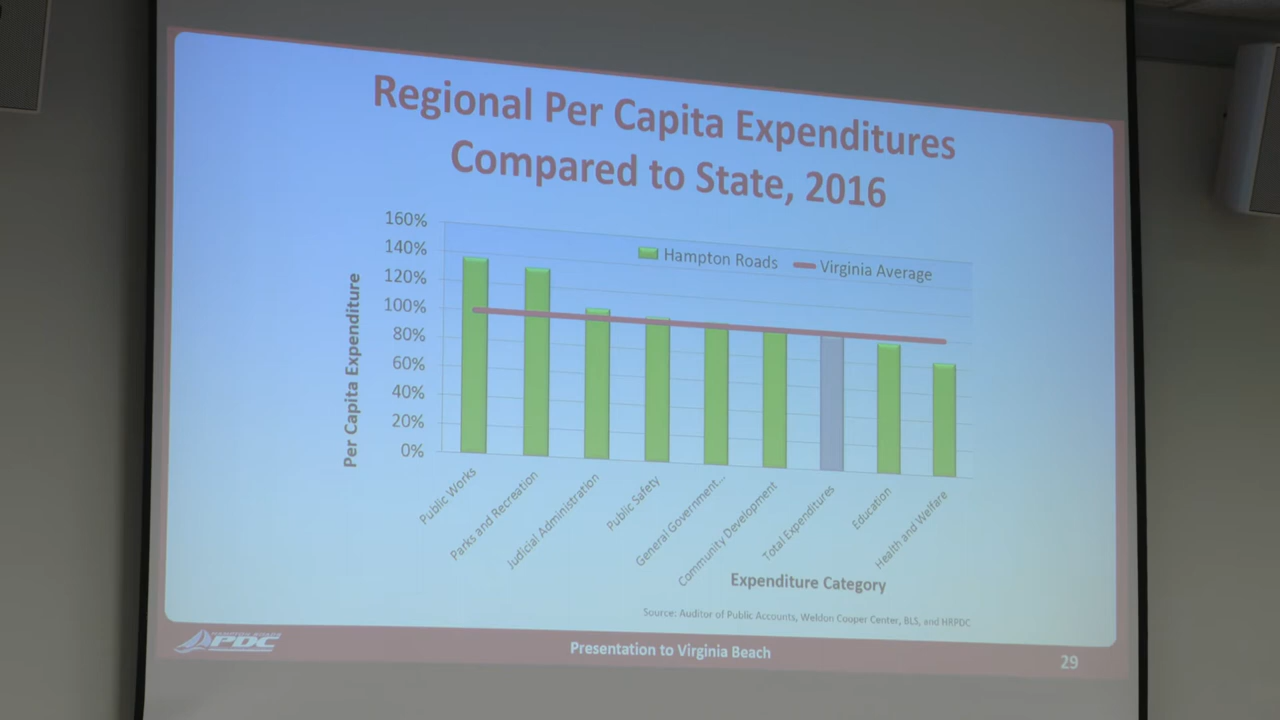 Regional Per Capita Expenditures
Compared to State, 2016
160%
140%
120%
100%
80%
60%
40%
20%
0%
Per Capita Expenditure
Hampton Roads
Virginia Average
Public Works
Parks and Recreation
Judicial Administration
Public Safety
General Government...
Community Development
Total Expenditures
Education
Health and Welfare
Expenditure Category
Source: Auditor of Public Accounts, Weldon Cooper Center, BLS, and HRPDC
HAMPTON ROADS
PDC
Presentation to Virginia Beach
29